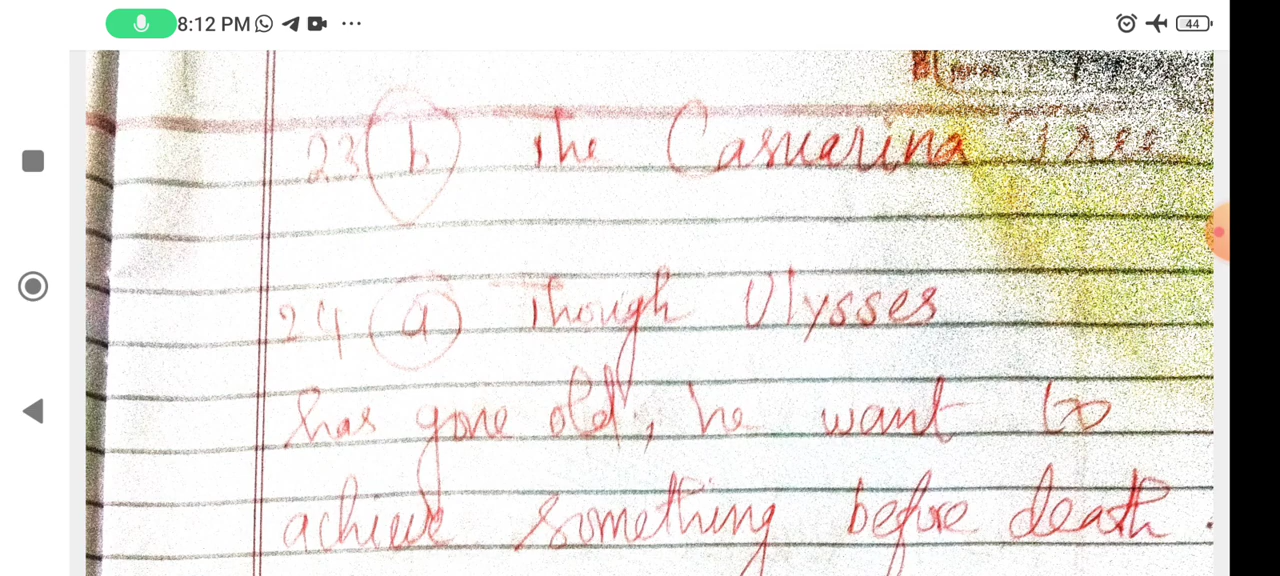 8:12 PM ... 44
23 b The Casuarina Tree
24 a Though Ulysses
has gone old, he want to
achieve something before death.